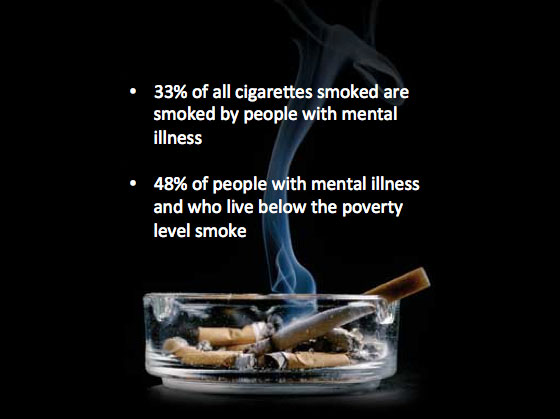 • 33% of all cigarettes smoked are
smoked by people with mental
illness
• 48% of people with mental illness
and who live below the poverty
level smoke